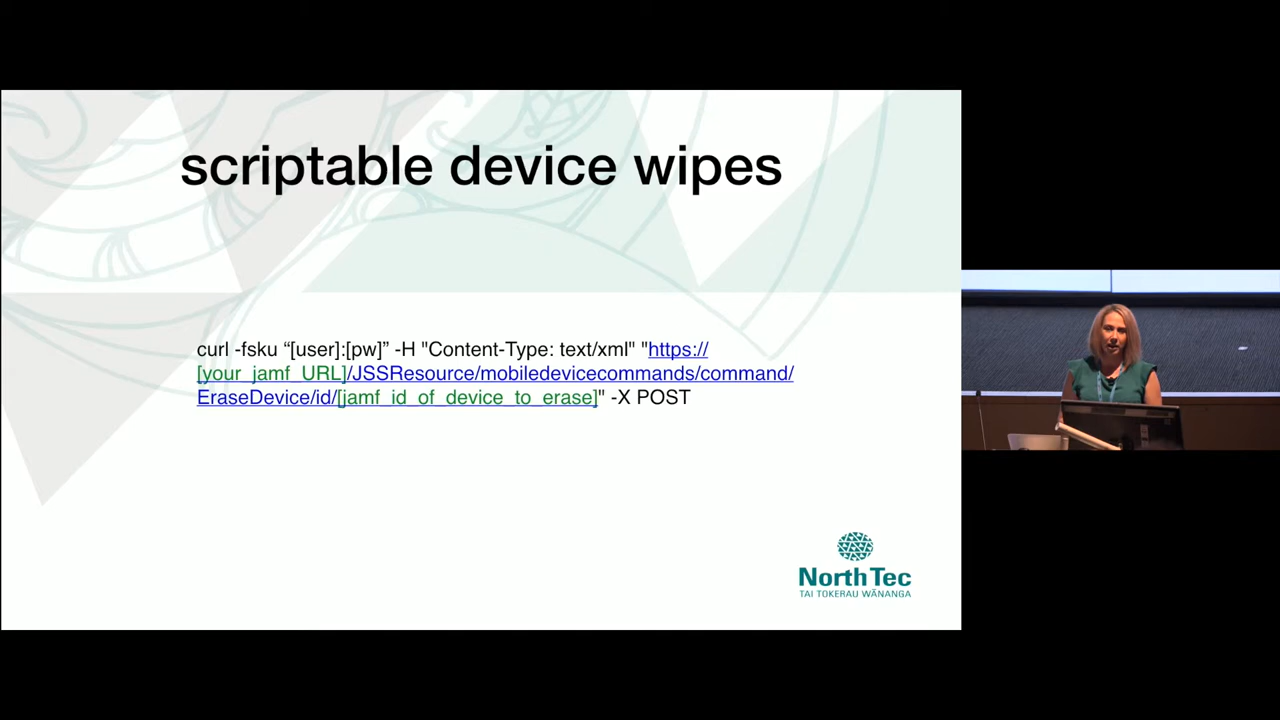 scriptable device wipes
curl -fsku “[user]:[pw]” -H "Content-Type: text/xml" "https://
[your_jamf_URL]/JSSResource/mobiledevicecommands/command/
EraseDevice/id/[jamf_id_of_device_to_erase]" -X POST
NorthTec
TAI TOKERAU WĀNANGA